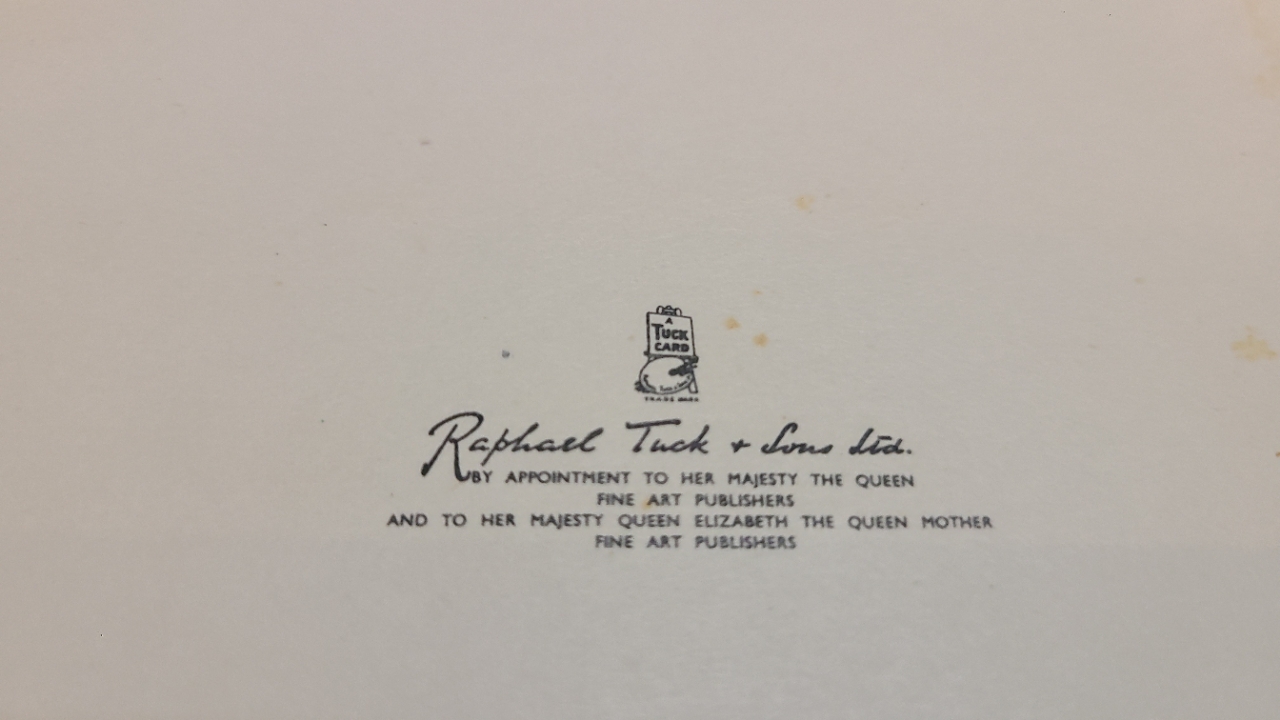 A
TUCK
CARD
TRADE MARK
Raphael Tuck & Sons Ltd.
BY APPOINTMENT TO HER MAJESTY THE QUEEN
FINE ART PUBLISHERS
AND TO HER MAJESTY QUEEN ELIZABETH THE QUEEN MOTHER
FINE ART PUBLISHERS